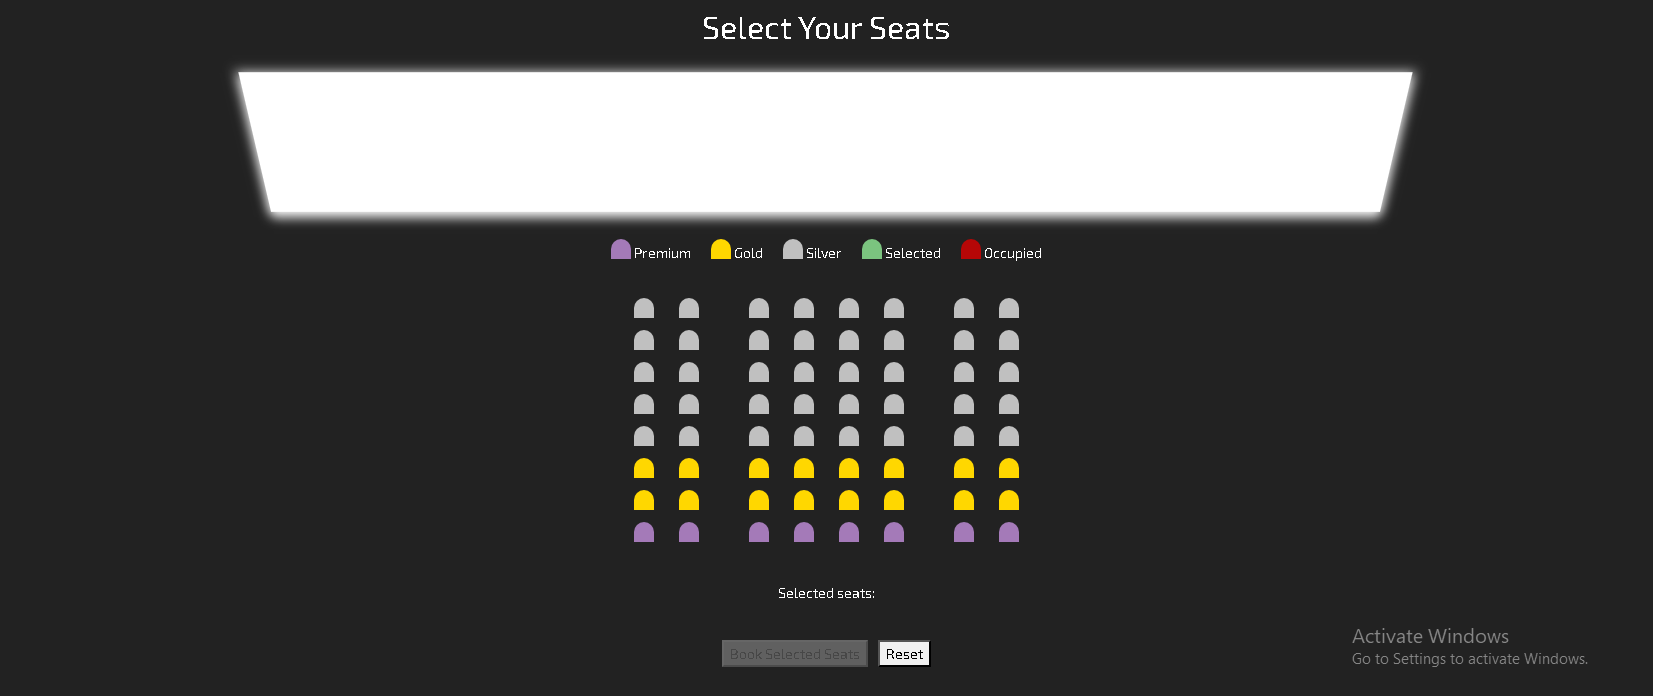 Select Your Seats
Premium Gold Silver Selected Occupied
Selected seats:
Book Selected Seats Reset
Activate Windows
Go to Settings to activate Windows.